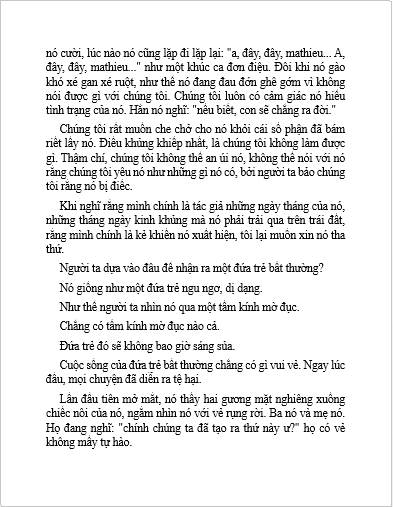 nó cười, lúc nào nó cũng lặp đi lặp lại: "a, đây, đây, mathieu... A,
đây, đây, mathieu..." như một khúc ca đơn điệu. Đôi khi nó gào
khó xé gan xé ruột, như thể nó đang đau đớn ghê gớm vì không
nói được gì với chúng tôi. Chúng tôi luôn có cảm giác nó hiểu
tình trạng của nó. Hắn nó nghĩ: "nếu biết, con sẽ chẳng ra đời."
Chúng tôi rất muốn che chở cho nó khỏi cái số phận đã bám
riết lấy nó. Điều khủng khiếp nhất, là chúng tôi không làm được
gì. Thậm chí, chúng tôi không thể an ủi nó, không thể nói với nó
rằng chúng tôi yêu nó như những gì nó có, bởi người ta bảo chúng
tôi rằng nó bị điếc.
Khi nghĩ rằng mình chính là tác giả những ngày tháng của nó,
những tháng ngày kinh khủng mà nó phải trải qua trên trái đất,
rằng mình chính là kẻ khiến nó xuất hiện, tôi lại muốn xin nó tha
thứ.
Người ta dựa vào đâu để nhận ra một đứa trẻ bất thường?
Nó giống như một đứa trẻ ngu ngơ, dị dạng.
Như thể người ta nhìn nó qua một tấm kính mờ đục.
Chẳng có tấm kính mờ đục nào cả.
Đứa trẻ đó sẽ không bao giờ sáng sủa.
Cuộc sống của đứa trẻ bất thường chẳng có gì vui vẻ. Ngay lúc
đầu, mọi chuyện đã diễn ra tệ hại.
Lần đầu tiên mở mắt, nó thấy hai gương mặt nghiêng xuống
chiếc nôi của nó, ngắm nhìn nó với vẻ rụng rời. Ba nó và mẹ nó.
Họ đang nghĩ: "chính chúng ta đã tạo ra thứ này ư?" họ có vẻ
không mấy tự hào.